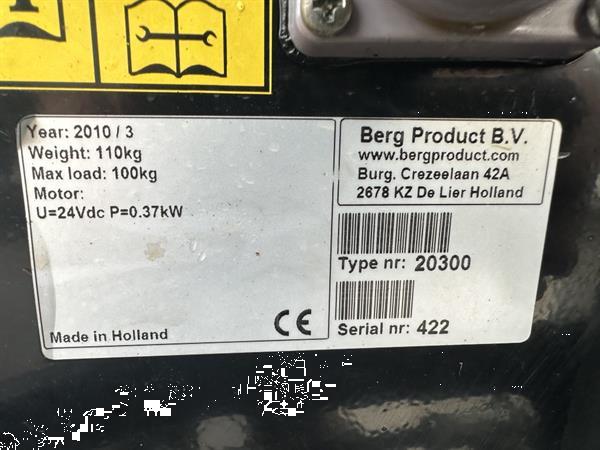 Year: 2010 / 3
Weight: 110kg
Max load: 100kg
Motor:
U=24Vdc P=0.37kW
Made in Holland
CE
Berg Product B.V.
www.bergproduct.com
Burg. Crezeelaan 42A
2678 KZ De Lier Holland
Type nr: 20300
Serial nr: 422